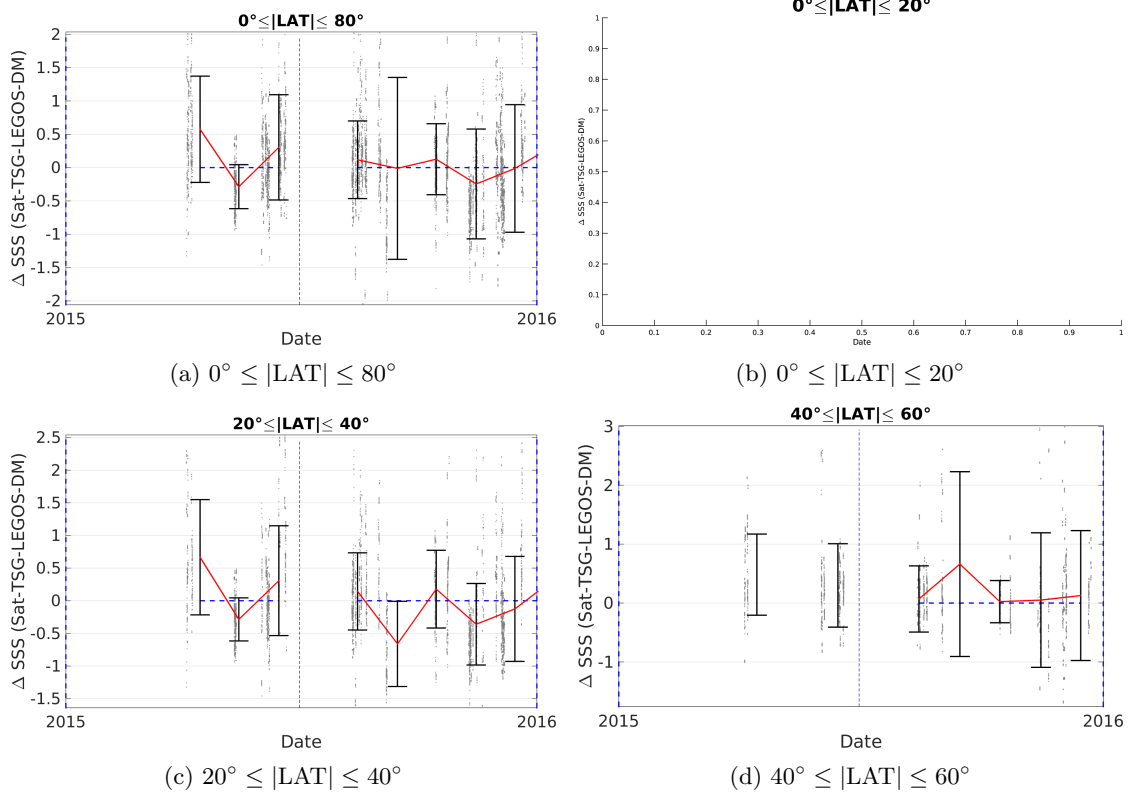 0°≤|LAT|≤ 80°
Δ SSS (Sat-TSG-LEGOS-DM)
2
1.5
1
0.5
0
-0.5
-1
-1.5
-2
2015
2016
Date
(a) 0° ≤ |LAT| ≤ 80°
0°≤|LAT|≤ 20°
Δ SSS (Sat-TSG-LEGOS-DM)
1
0.9
0.8
0.7
0.6
0.5
0.4
0.3
0.2
0.1
0
0 0.1 0.2 0.3 0.4 0.5 0.6 0.7 0.8 0.9 1
Date
(b) 0° ≤ |LAT| ≤ 20°
20°≤|LAT|≤ 40°
Δ SSS (Sat-TSG-LEGOS-DM)
2.5
2
1.5
1
0.5
0
-0.5
-1
-1.5
2015
2016
Date
(c) 20° ≤ |LAT| ≤ 40°
40°≤|LAT|≤ 60°
Δ SSS (Sat-TSG-LEGOS-DM)
3
2
1
0
-1
2015
2016
Date
(d) 40° ≤ |LAT| ≤ 60°